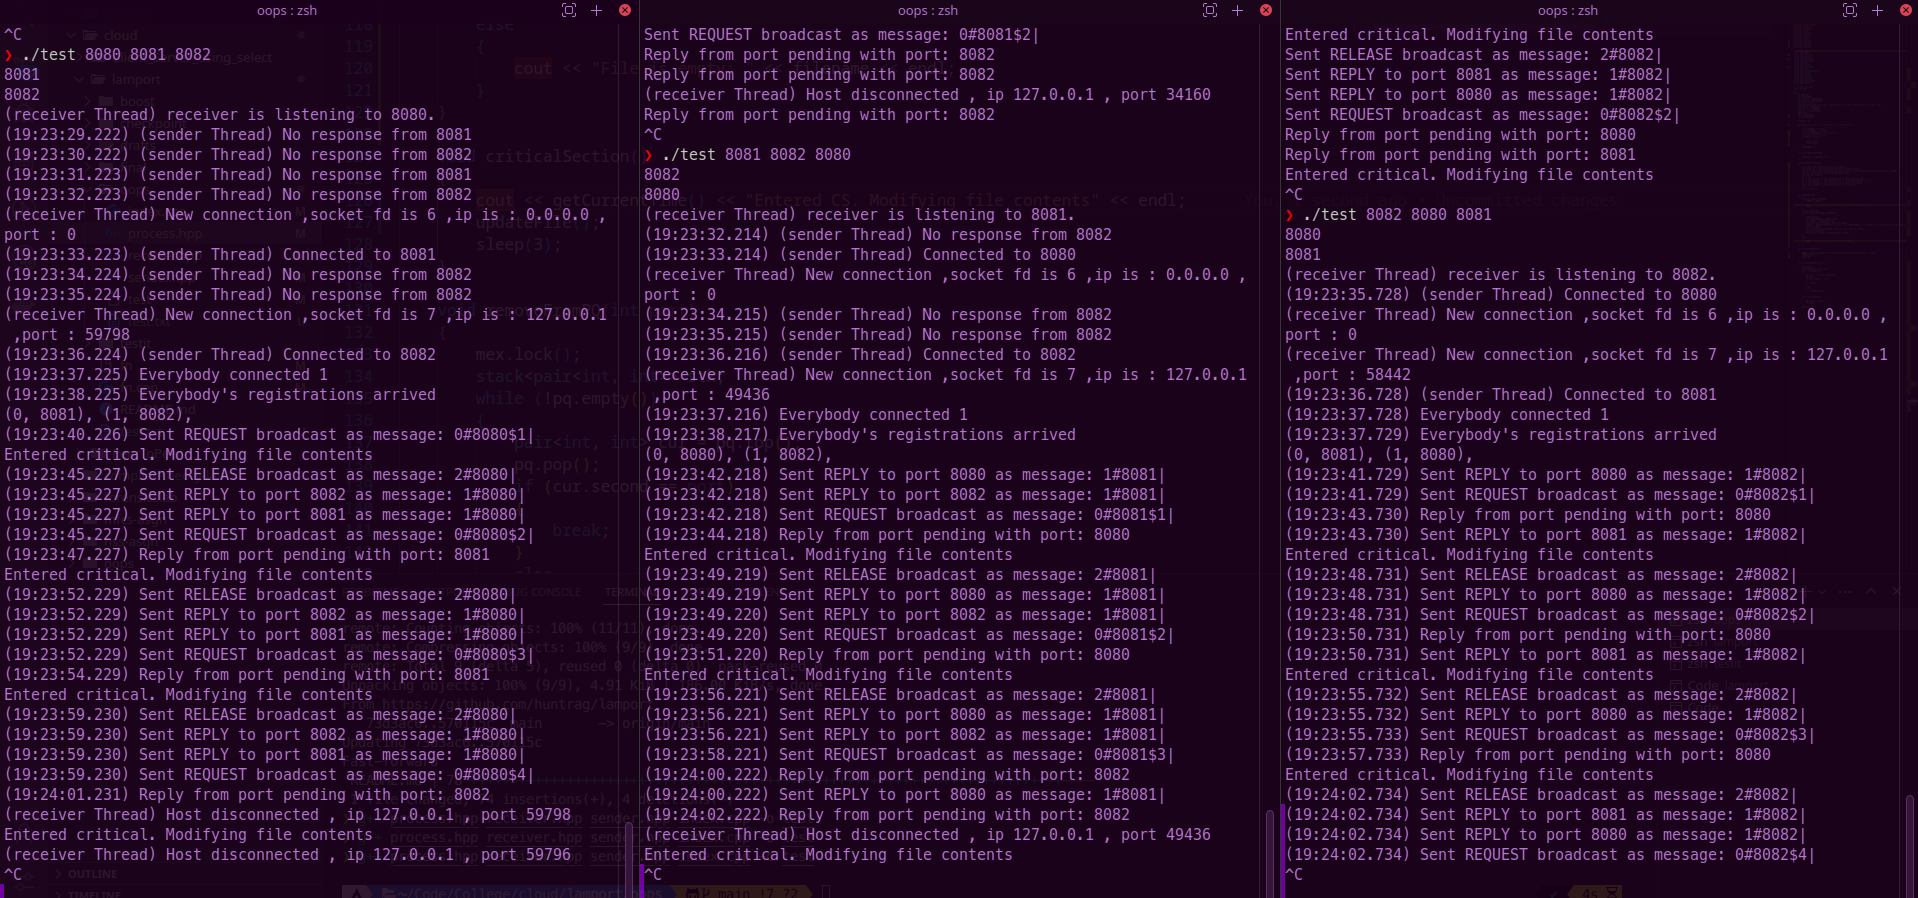 oops : zsh
^C
❯ ./test 8080 8081 8082
8081
8082
(receiver Thread) receiver is listening to 8080.
(19:23:29.222) (sender Thread) No response from 8081
(19:23:30.222) (sender Thread) No response from 8082
(19:23:31.223) (sender Thread) No response from 8081
(19:23:32.223) (sender Thread) No response from 8082
(receiver Thread) New connection ,socket fd is 6 ,ip is : 0.0.0.0 ,
port : 0
(19:23:33.223) (sender Thread) Connected to 8081
(19:23:34.224) (sender Thread) No response from 8082
(19:23:35.224) (sender Thread) No response from 8082
(receiver Thread) New connection ,socket fd is 7 ,ip is : 127.0.0.1
,port : 59798
(19:23:36.224) (sender Thread) Connected to 8082
(19:23:37.225) Everybody connected 1
(19:23:38.225) Everybody's registrations arrived
(0, 8081), (1, 8082),
(19:23:40.226) Sent REQUEST broadcast as message: 0#8080$1|
Entered critical. Modifying file contents
(19:23:45.227) Sent RELEASE broadcast as message: 2#8080|
(19:23:45.227) Sent REPLY to port 8082 as message: 1#8080|
(19:23:45.227) Sent REPLY to port 8081 as message: 1#8080|
(19:23:45.227) Sent REQUEST broadcast as message: 0#8080$2|
(19:23:47.227) Reply from port pending with port: 8081
Entered critical. Modifying file contents
(19:23:52.229) Sent RELEASE broadcast as message: 2#8080|
(19:23:52.229) Sent REPLY to port 8082 as message: 1#8080|
(19:23:52.229) Sent REPLY to port 8081 as message: 1#8080|
(19:23:52.229) Sent REQUEST broadcast as message: 0#8080$3|
(19:23:54.229) Reply from port pending with port: 8081
Entered critical. Modifying file contents
(19:23:59.230) Sent RELEASE broadcast as message: 2#8080|
(19:23:59.230) Sent REPLY to port 8082 as message: 1#8080|
(19:23:59.230) Sent REPLY to port 8081 as message: 1#8080|
(19:23:59.230) Sent REQUEST broadcast as message: 0#8080$4|
(19:24:01.231) Reply from port pending with port: 8082
(receiver Thread) Host disconnected , ip 127.0.0.1 , port 59798
Entered critical. Modifying file contents
(receiver Thread) Host disconnected , ip 127.0.0.1 , port 59796
^C
oops : zsh
Sent REQUEST broadcast as message: 0#8081$2|
Reply from port pending with port: 8082
Reply from port pending with port: 8082
(receiver Thread) Host disconnected , ip 127.0.0.1 , port 34160
Reply from port pending with port: 8082
^C
❯ ./test 8081 8082 8080
8082
8080
(receiver Thread) receiver is listening to 8081.
(19:23:32.214) (sender Thread) No response from 8082
(19:23:33.214) (sender Thread) Connected to 8080
(receiver Thread) New connection ,socket fd is 6 ,ip is : 0.0.0.0 ,
port : 0
(19:23:34.215) (sender Thread) No response from 8082
(19:23:35.215) (sender Thread) No response from 8082
(19:23:36.216) (sender Thread) Connected to 8082
(receiver Thread) New connection ,socket fd is 7 ,ip is : 127.0.0.1
,port : 49436
(19:23:37.216) Everybody connected 1
(19:23:38.217) Everybody's registrations arrived
(0, 8080), (1, 8082),
(19:23:42.218) Sent REPLY to port 8080 as message: 1#8081|
(19:23:42.218) Sent REPLY to port 8082 as message: 1#8081|
(19:23:42.218) Sent REQUEST broadcast as message: 0#8081$1|
(19:23:44.218) Reply from port pending with port: 8080
Entered critical. Modifying file contents
(19:23:49.219) Sent RELEASE broadcast as message: 2#8081|
(19:23:49.219) Sent REPLY to port 8080 as message: 1#8081|
(19:23:49.220) Sent REPLY to port 8082 as message: 1#8081|
(19:23:49.220) Sent REQUEST broadcast as message: 0#8081$2|
(19:23:51.220) Reply from port pending with port: 8080
Entered critical. Modifying file contents
(19:23:56.221) Sent RELEASE broadcast as message: 2#8081|
(19:23:56.221) Sent REPLY to port 8080 as message: 1#8081|
(19:23:56.221) Sent REPLY to port 8082 as message: 1#8081|
(19:23:58.221) Sent REQUEST broadcast as message: 0#8081$3|
(19:24:00.222) Reply from port pending with port: 8082
(19:24:00.222) Sent REPLY to port 8080 as message: 1#8081|
(19:24:02.222) Reply from port pending with port: 8082
(receiver Thread) Host disconnected , ip 127.0.0.1 , port 49436
Entered critical. Modifying file contents
^C
oops : zsh
Entered critical. Modifying file contents
Sent RELEASE broadcast as message: 2#8082|
Sent REPLY to port 8081 as message: 1#8082|
Sent REPLY to port 8080 as message: 1#8082|
Sent REQUEST broadcast as message: 0#8082$2|
Reply from port pending with port: 8080
Reply from port pending with port: 8081
Entered critical. Modifying file contents
^C
❯ ./test 8082 8080 8081
8080
8081
(receiver Thread) receiver is listening to 8082.
(19:23:35.728) (sender Thread) Connected to 8080
(receiver Thread) New connection ,socket fd is 6 ,ip is : 0.0.0.0 ,
port : 0
(receiver Thread) New connection ,socket fd is 7 ,ip is : 127.0.0.1
,port : 58442
(19:23:36.728) (sender Thread) Connected to 8081
(19:23:37.728) Everybody connected 1
(19:23:37.729) Everybody's registrations arrived
(0, 8081), (1, 8080),
(19:23:41.729) Sent REPLY to port 8080 as message: 1#8082|
(19:23:41.729) Sent REQUEST broadcast as message: 0#8082$1|
(19:23:43.730) Reply from port pending with port: 8080
(19:23:43.730) Sent REPLY to port 8081 as message: 1#8082|
Entered critical. Modifying file contents
(19:23:48.731) Sent RELEASE broadcast as message: 2#8082|
(19:23:48.731) Sent REPLY to port 8080 as message: 1#8082|
(19:23:48.731) Sent REQUEST broadcast as message: 0#8082$2|
(19:23:50.731) Reply from port pending with port: 8080
(19:23:50.731) Sent REPLY to port 8081 as message: 1#8082|
Entered critical. Modifying file contents
(19:23:55.732) Sent RELEASE broadcast as message: 2#8082|
(19:23:55.732) Sent REPLY to port 8080 as message: 1#8082|
(19:23:55.733) Sent REQUEST broadcast as message: 0#8082$3|
(19:23:57.733) Reply from port pending with port: 8080
Entered critical. Modifying file contents
(19:24:02.734) Sent RELEASE broadcast as message: 2#8082|
(19:24:02.734) Sent REPLY to port 8081 as message: 1#8082|
(19:24:02.734) Sent REPLY to port 8080 as message: 1#8082|
(19:24:02.734) Sent REQUEST broadcast as message: 0#8082$4|
^C